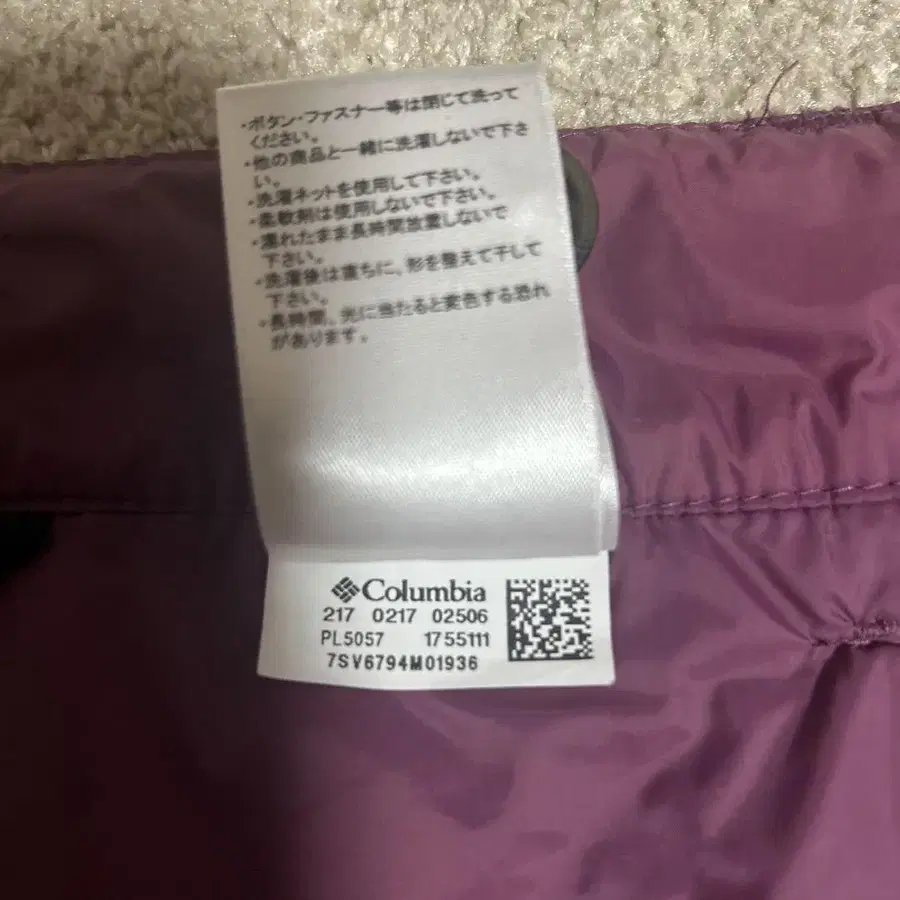 ・ボタン・ファスナー等は閉じて洗って
ください。
・他の商品と一緒に洗濯しないで下さ
い。
・洗濯ネットを使用して下さい。
・柔軟剤は使用しないで下さい。
・濡れたまま長時間放置しないで
下さい。
・洗濯後は直ちに、形を整えて干して
下さい。
・長時間、光に当たると変色する恐れ
があります。
Columbia
217 0217 02506
PL5057 1755111
7SV6794M01936